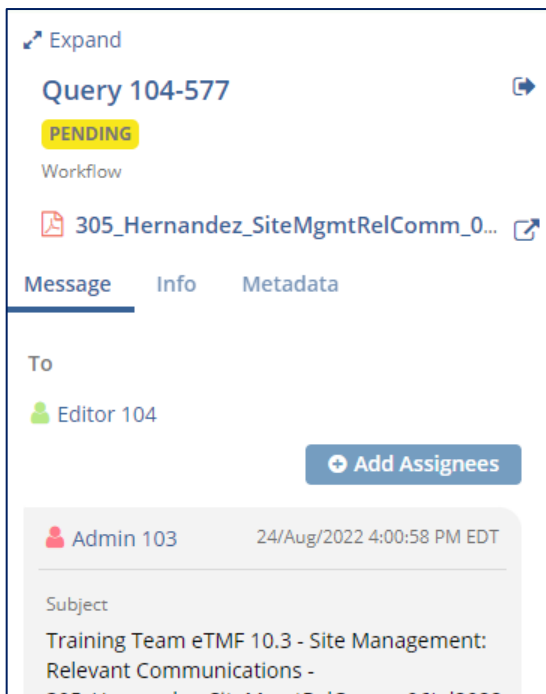 Expand
Query 104-577
PENDING
Workflow
305_Hernandez_SiteMgmtRelComm_0...
Message Info Metadata
To
Editor 104
Add Assignees
Admin 103 24/Aug/2022 4:00:58 PM EDT
Subject
Training Team eTMF 10.3 - Site Management:
Relevant Communications -